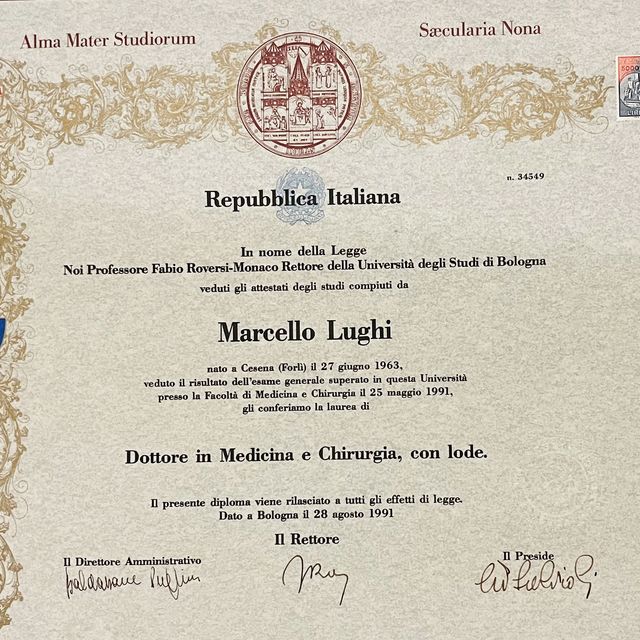 Alma Mater Studiorum
Sæcularia Nona
5000
n. 34549
Repubblica Italiana
In nome della Legge
Noi Professore Fabio Roversi-Monaco Rettore della Università degli Studi di Bologna
veduti gli attestati degli studi compiuti da
Marcello Lughi
nato a Cesena (Forlì) il 27 giugno 1963,
veduto il risultato dell'esame generale superato in questa Università
presso la Facoltà di Medicina e Chirurgia il 25 maggio 1991,
gli conferiamo la laurea di
Dottore in Medicina e Chirurgia, con lode.
Il presente diploma viene rilasciato a tutti gli effetti di legge.
Dato a Bologna il 28 agosto 1991
Il Rettore
Il Direttore Amministrativo
Il Preside